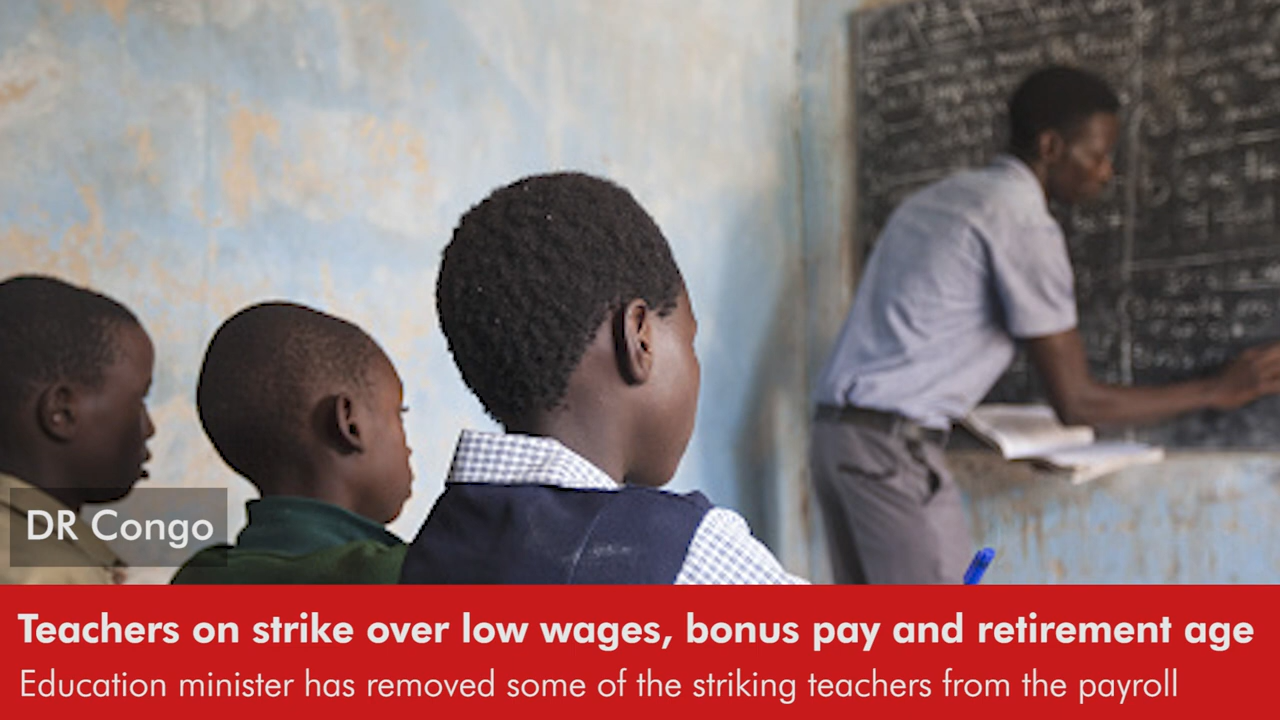 DR Congo
Teachers on strike over low wages, bonus pay and retirement age
Education minister has removed some of the striking teachers from the payroll